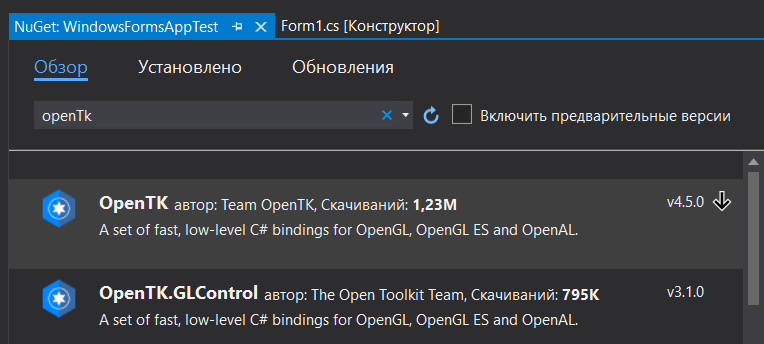 NuGet: WindowsFormsAppTest Form1.cs [Конструктор]
Обзор Установлено Обновления
openTk Включить предварительные версии
OpenTK автор: Team OpenTK, Скачиваний: 1,23M v4.5.0
A set of fast, low-level C# bindings for OpenGL, OpenGL ES and OpenAL.
OpenTK.GLControl автор: The Open Toolkit Team, Скачиваний: 795K v3.1.0
A set of fast, low-level C# bindings for OpenGL, OpenGL ES and OpenAL.